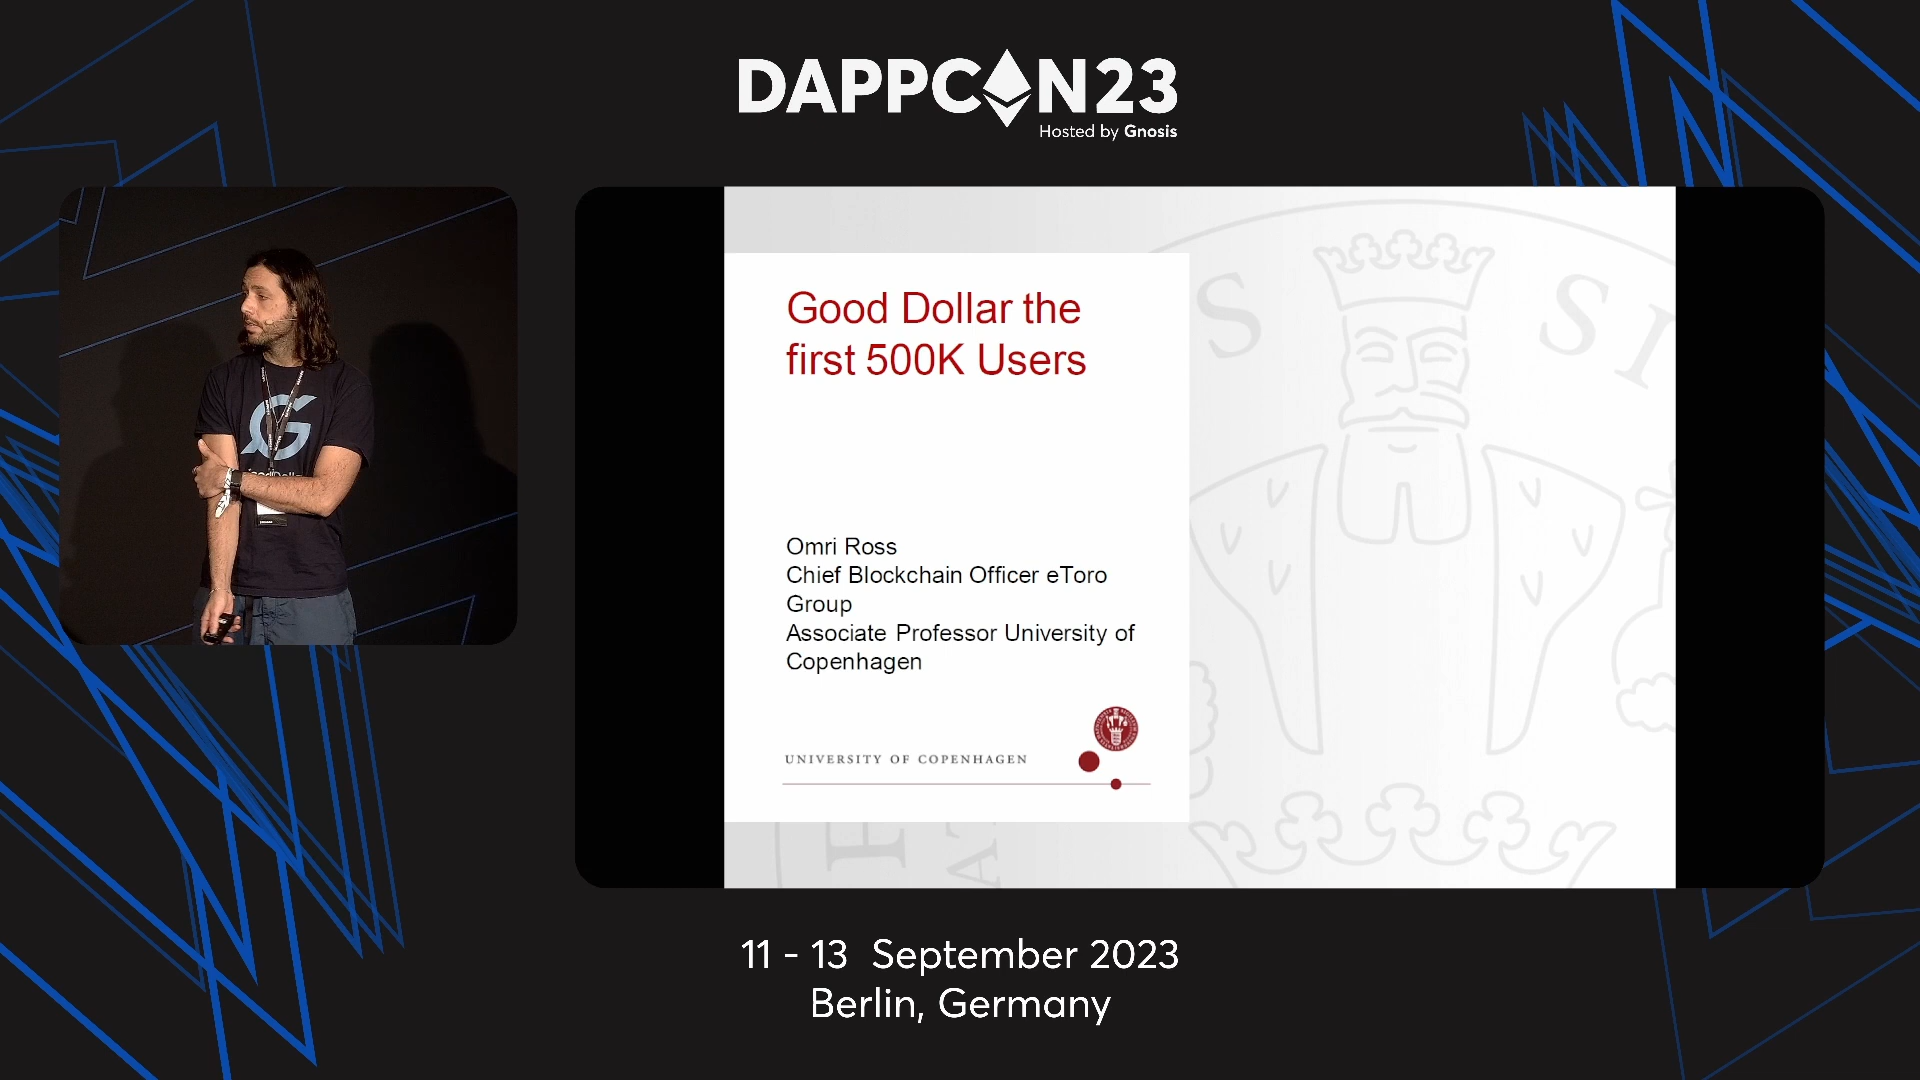 DAPPCON23
Hosted by Gnosis
Good Dollar the
first 500K Users
Omri Ross
Chief Blockchain Officer eToro
Group
Associate Professor University of
Copenhagen
UNIVERSITY OF COPENHAGEN
11 - 13 September 2023
Berlin, Germany